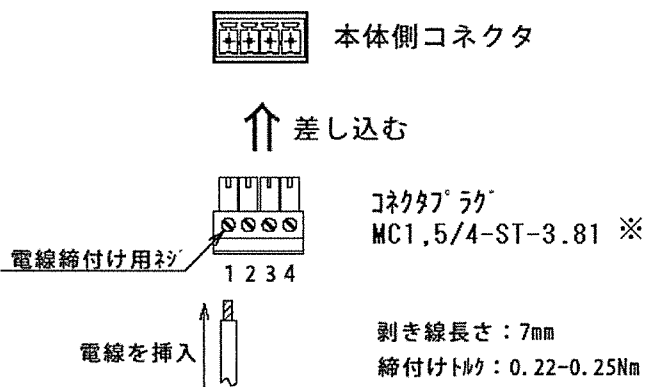 本体側コネクタ
差し込む
コネクタプラグ
MC1,5/4-ST-3.81 ※
電線締付け用ネジ
1 2 3 4
電線を挿入
剥き線長さ：7mm
締付けトルク：0.22-0.25Nm